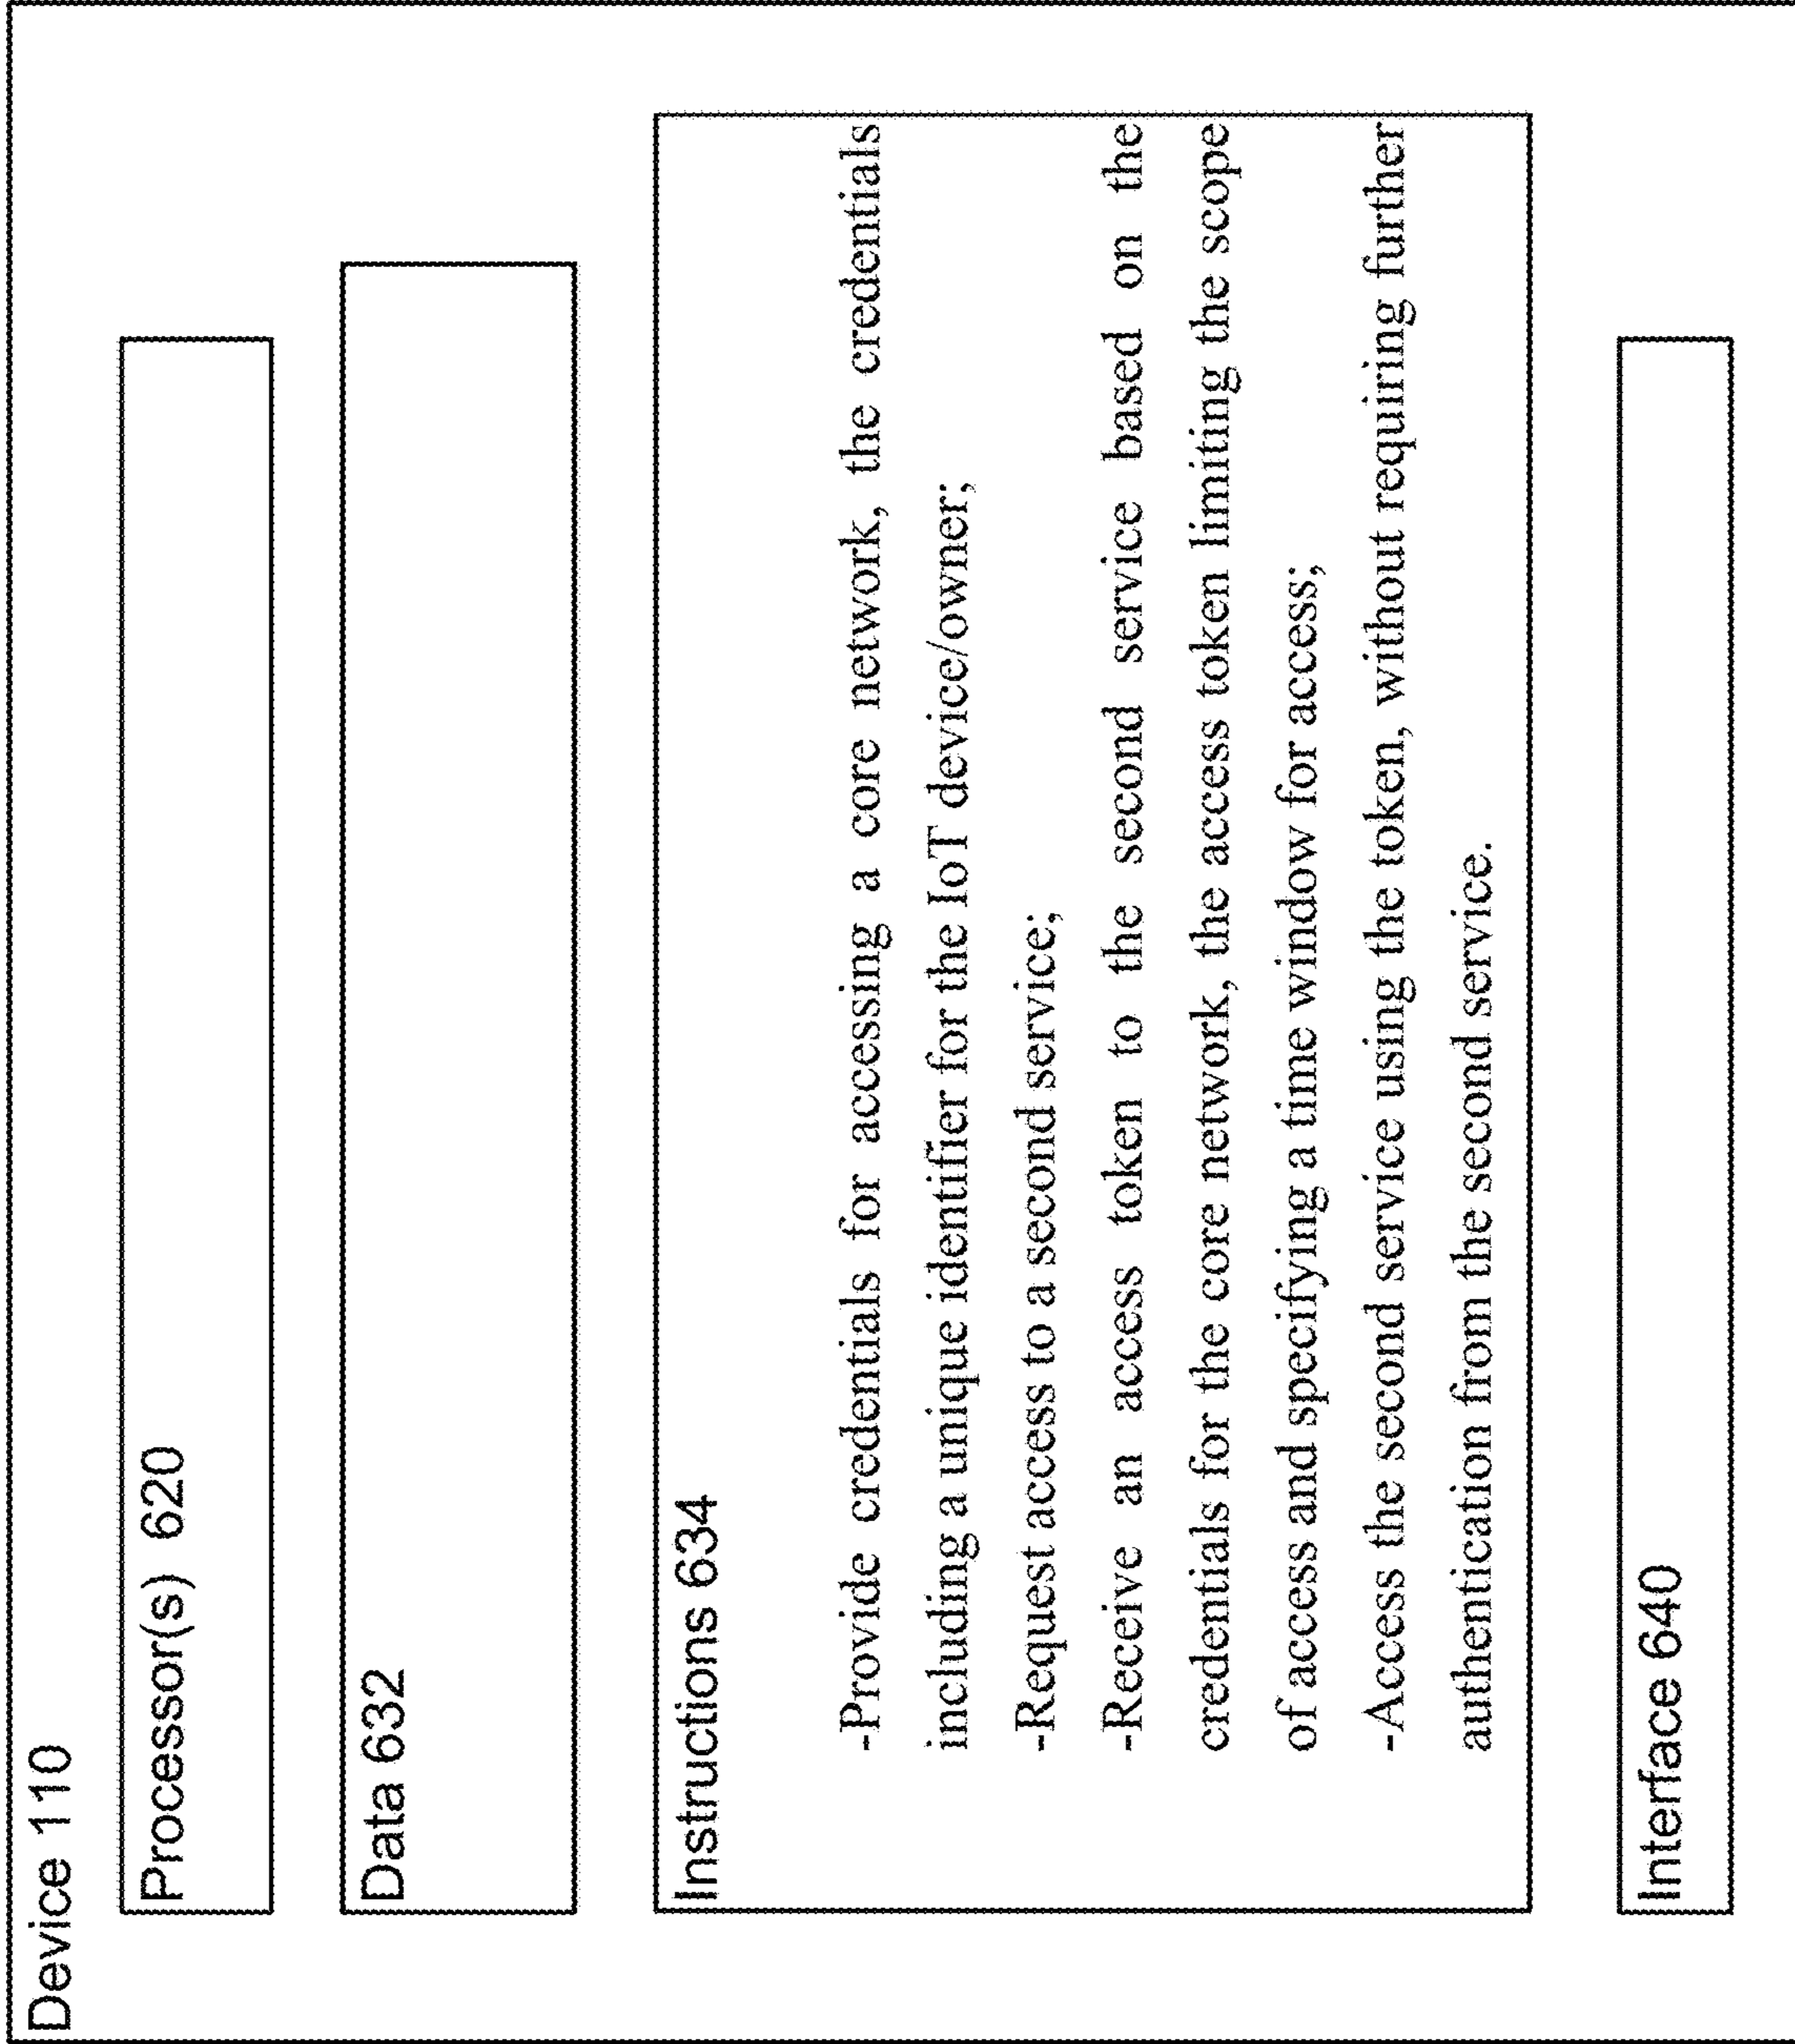 Device 110
Processor(s) 620
Data 632
Instructions 634
-Provide credentials for accessing a core network, the credentials
including a unique identifier for the IoT device/owner;
-Request access to a second service;
-Receive an access token to the second service based on the
credentials for the core network, the access token limiting the scope
of access and specifying a time window for access;
-Access the second service using the token, without requiring further
authentication from the second service.
Interface 640